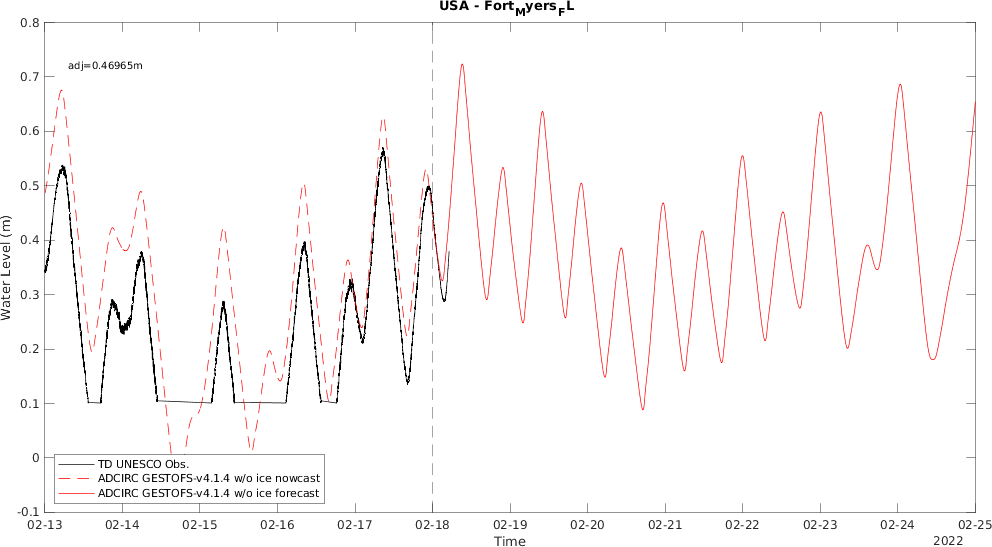 USA - Fort_Myers_FL
0.8
adj=0.46965m
0.7
0.6
0.5
0.4
0.3
0.2
0.1
0
-0.1
Water Level (m)
TD UNESCO Obs.
ADCIRC GESTOFS-v4.1.4 w/o ice nowcast
ADCIRC GESTOFS-v4.1.4 w/o ice forecast
02-13 02-14 02-15 02-16 02-17 02-18 02-19 02-20 02-21 02-22 02-23 02-24 02-25
Time
2022